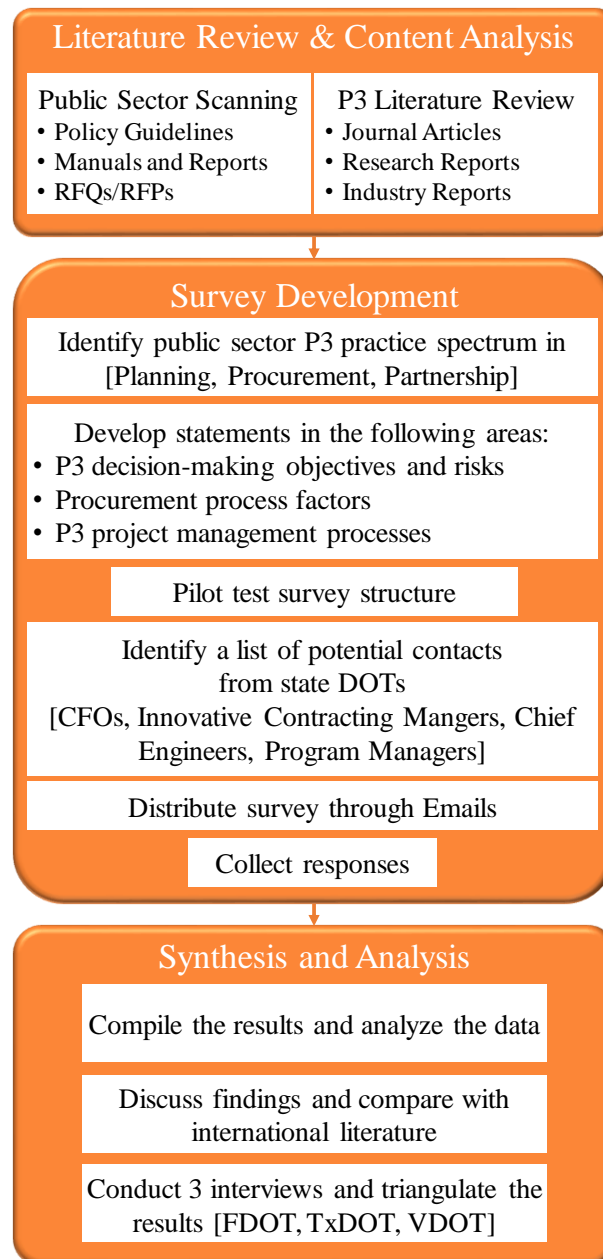 Literature Review & Content Analysis
Public Sector Scanning
• Policy Guidelines
• Manuals and Reports
• RFQs/RFPs
P3 Literature Review
• Journal Articles
• Research Reports
• Industry Reports
Survey Development
Identify public sector P3 practice spectrum in
[Planning, Procurement, Partnership]
Develop statements in the following areas:
• P3 decision-making objectives and risks
• Procurement process factors
• P3 project management processes
Pilot test survey structure
Identify a list of potential contacts
from state DOTs
[CFOs, Innovative Contracting Mangers, Chief
Engineers, Program Managers]
Distribute survey through Emails
Collect responses
Synthesis and Analysis
Compile the results and analyze the data
Discuss findings and compare with
international literature
Conduct 3 interviews and triangulate the
results [FDOT, TxDOT, VDOT]